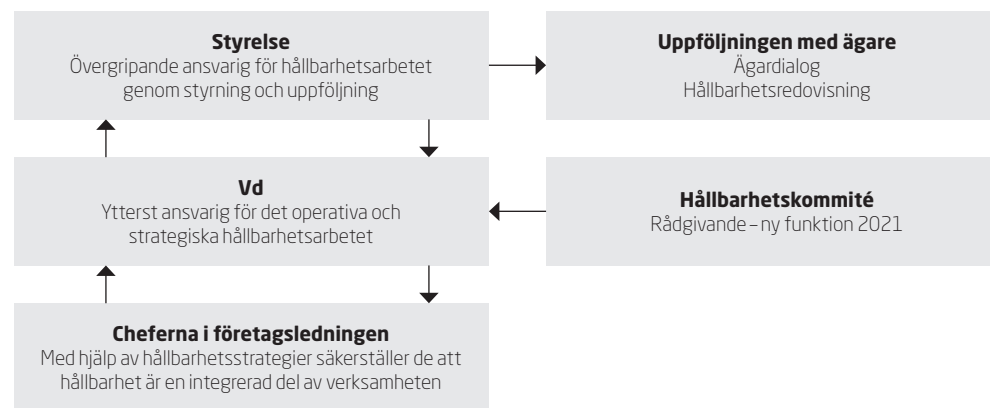 Styrelse
Övergripande ansvarig för hållbarhetsarbetet
genom styrning och uppföljning
Uppföljningen med ägare
Ägardialog
Hållbarhetsredovisning
Vd
Ytterst ansvarig för det operativa och
strategiska hållbarhetsarbetet
Hållbarhetskommité
Rådgivande – ny funktion 2021
Cheferna i företagsledningen
Med hjälp av hållbarhetsstrategier säkerställer de att
hållbarhet är en integrerad del av verksamheten